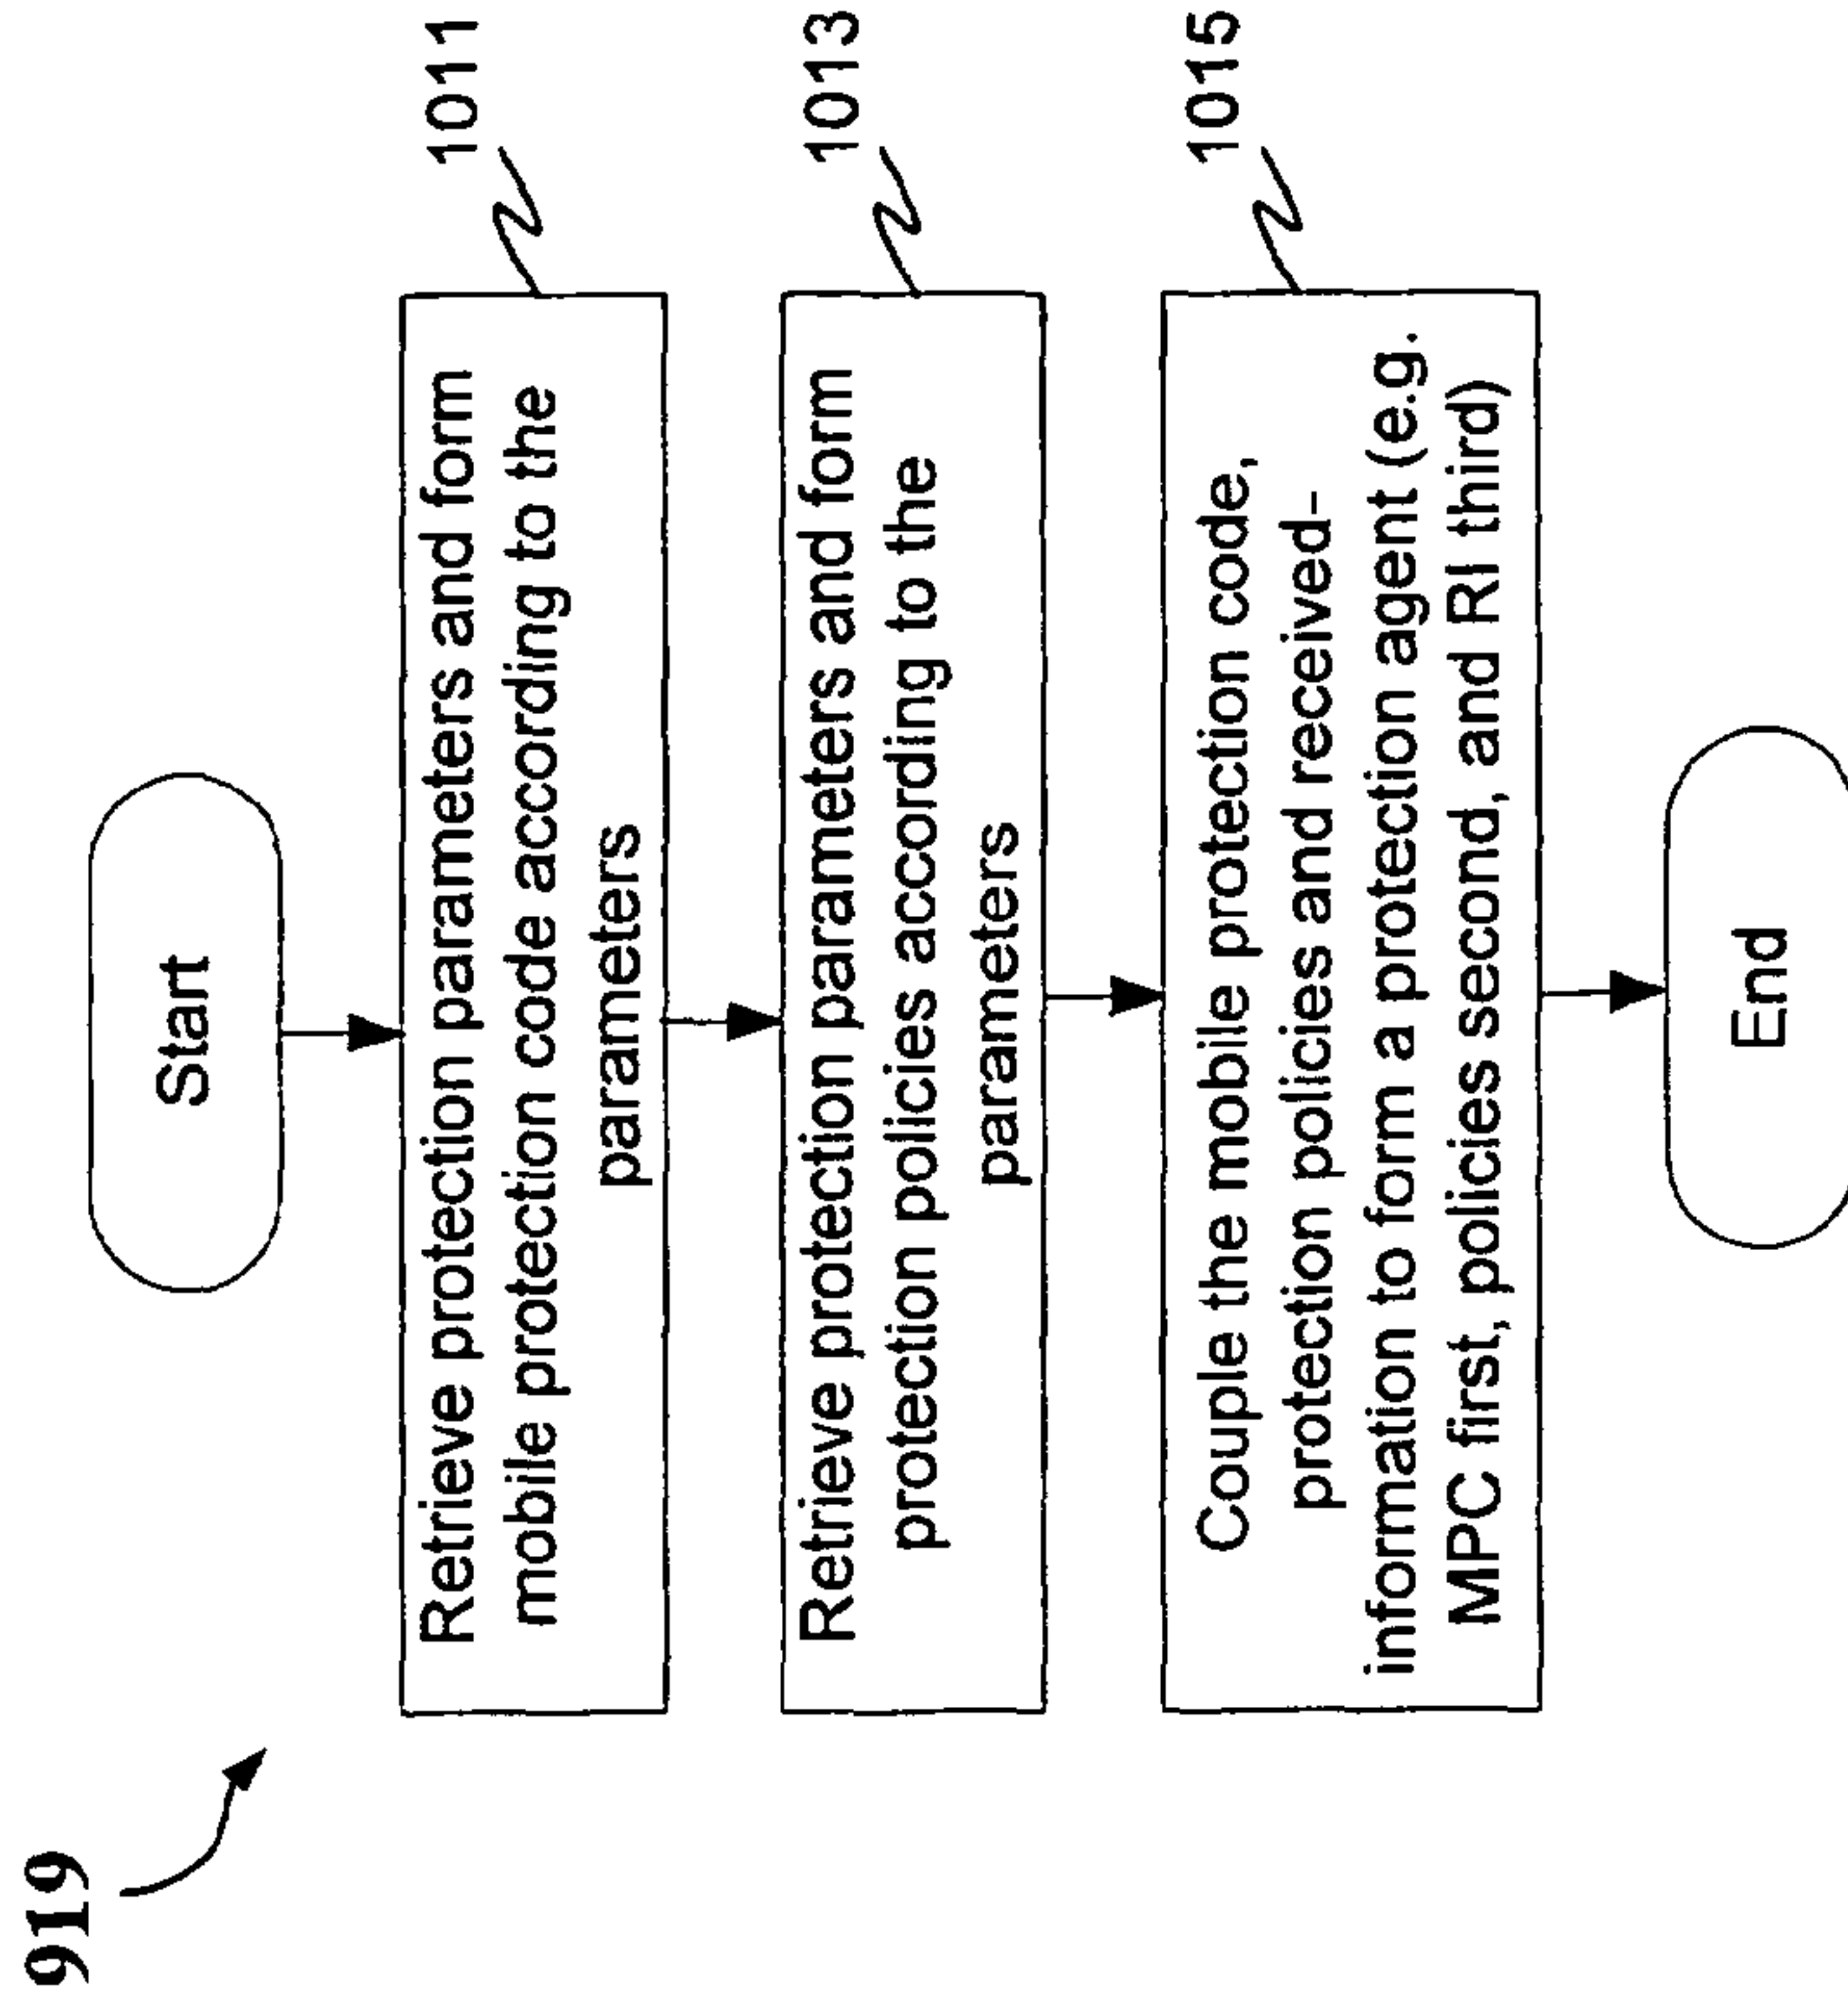 919
Start
Retrieve protection parameters and form
mobile protection code according to the
parameters
1011
Retrieve protection parameters and form
protection policies according to the
parameters
1013
Couple the mobile protection code,
protection policies and received-
information to form a protection agent (e.g.
MPC first, policies second, and RI third)
1015
End